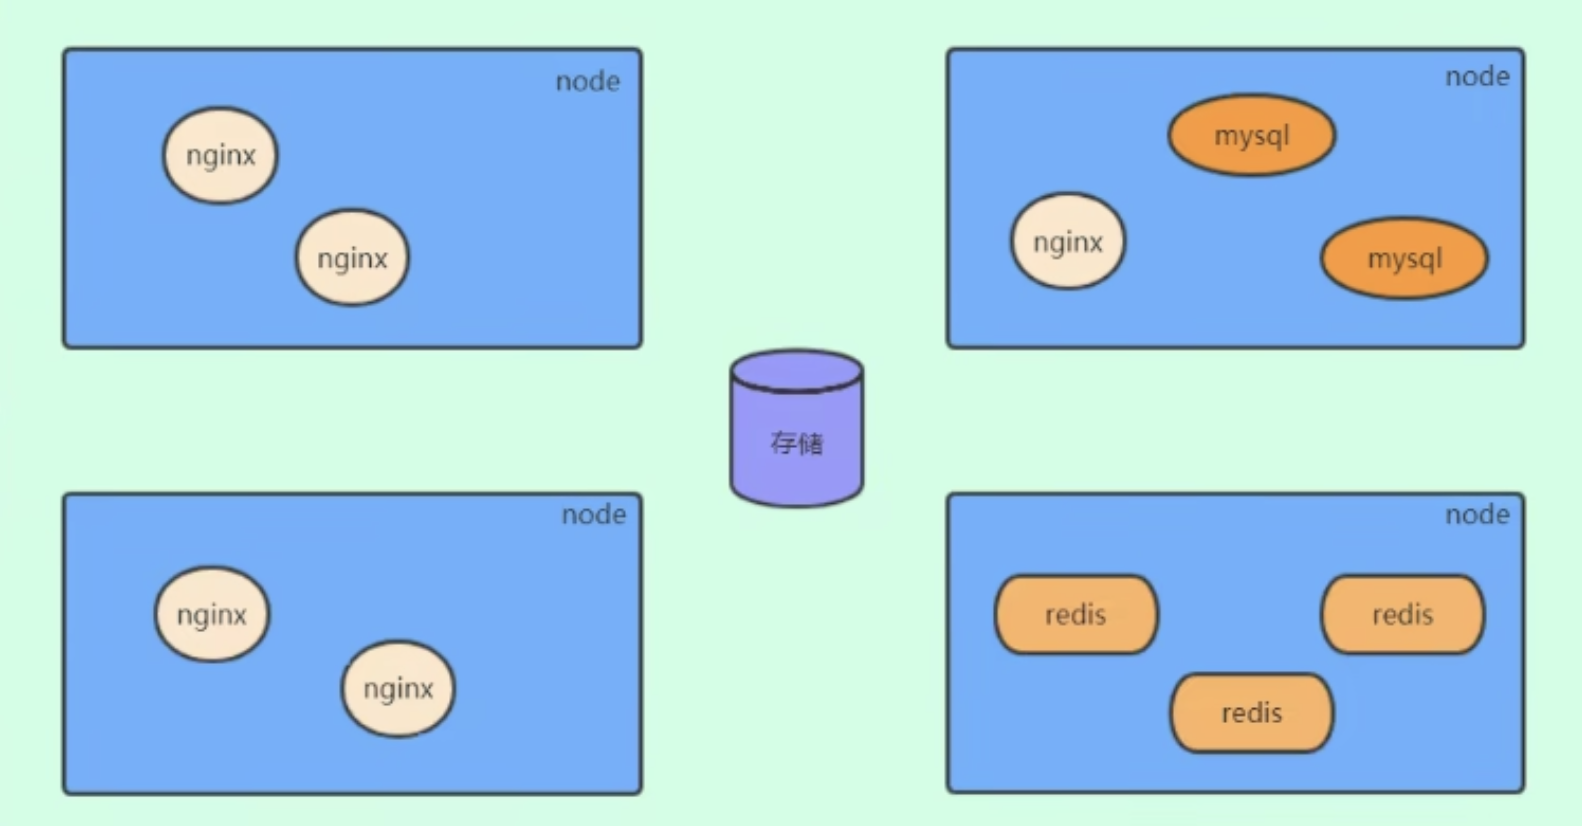 node
nginx
nginx
node
mysql
nginx
mysql
存储
node
nginx
nginx
node
redis
redis
redis